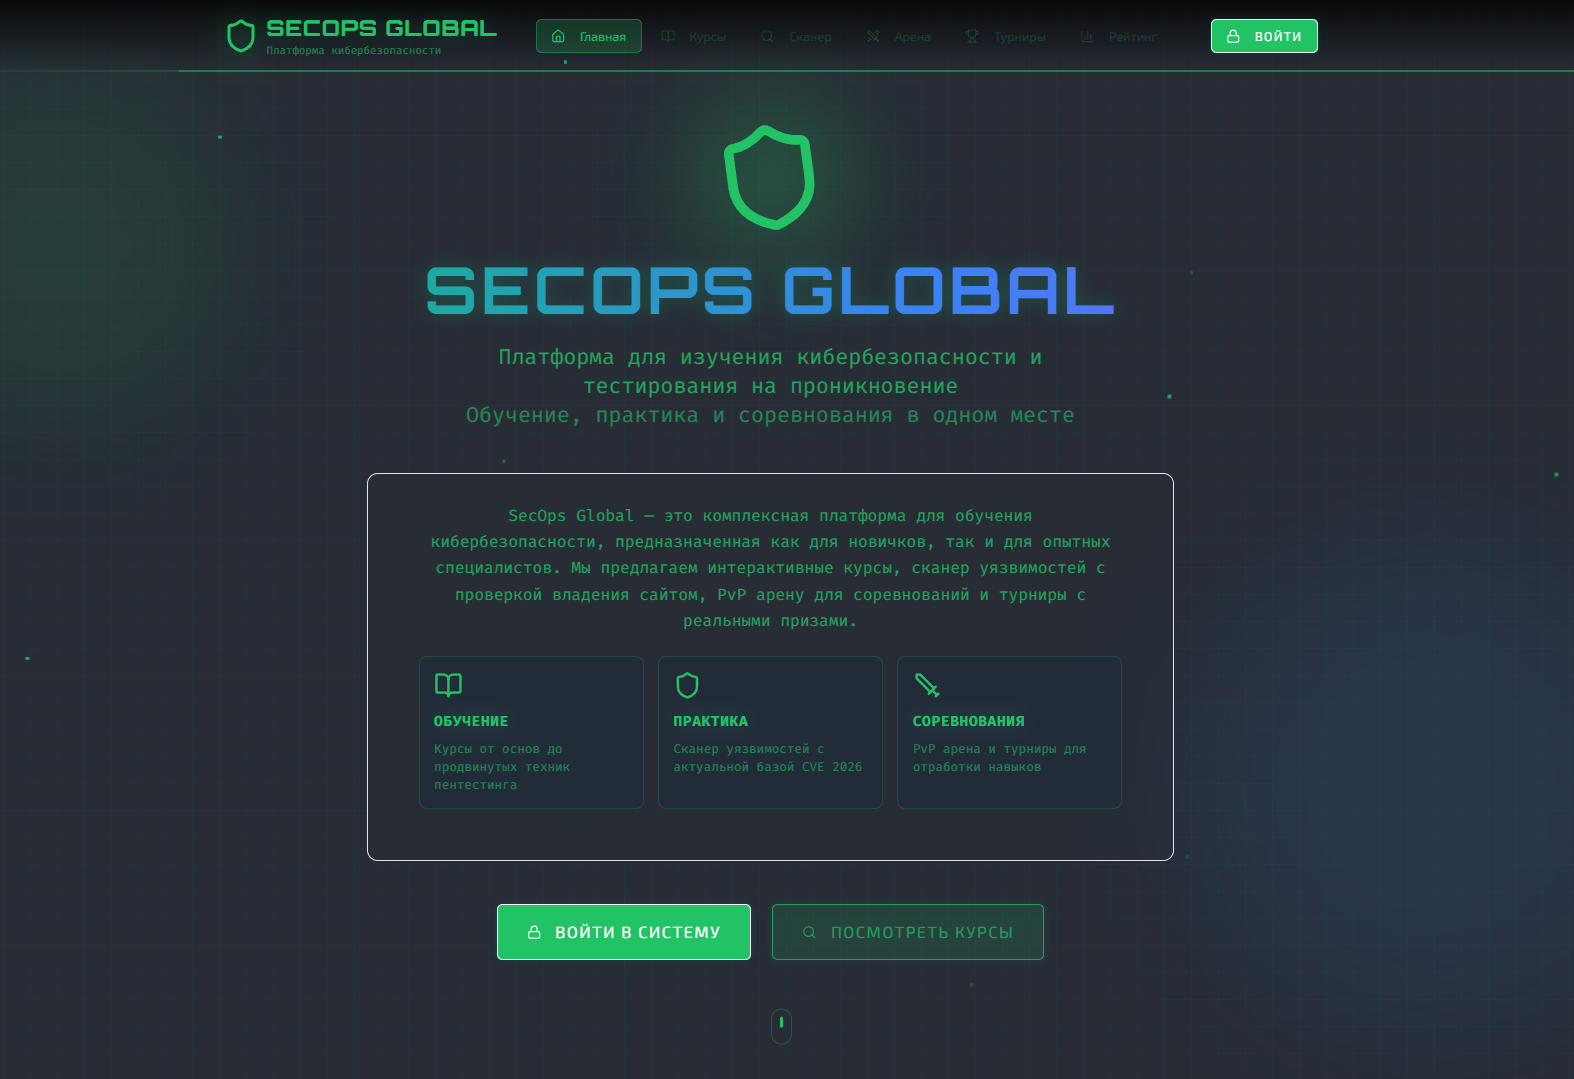 SECOPS GLOBAL
Платформа кибербезопасности
Главная
Курсы
Сканер
Арена
Турниры
Рейтинг
ВОЙТИ
SECOPS GLOBAL
Платформа для изучения кибербезопасности и
тестирования на проникновение
Обучение, практика и соревнования в одном месте
SecOps Global — это комплексная платформа для обучения
кибербезопасности, предназначенная как для новичков, так и для опытных
специалистов. Мы предлагаем интерактивные курсы, сканер уязвимостей с
проверкой владения сайтом, PvP арену для соревнований и турниры с
реальными призами.
ОБУЧЕНИЕ
Курсы от основ до
продвинутых техник
пентестинга
ПРАКТИКА
Сканер уязвимостей с
актуальной базой CVE 2026
СОРЕВНОВАНИЯ
PvP арена и турниры для
отработки навыков
ВОЙТИ В СИСТЕМУ
ПОСМОТРЕТЬ КУРСЫ